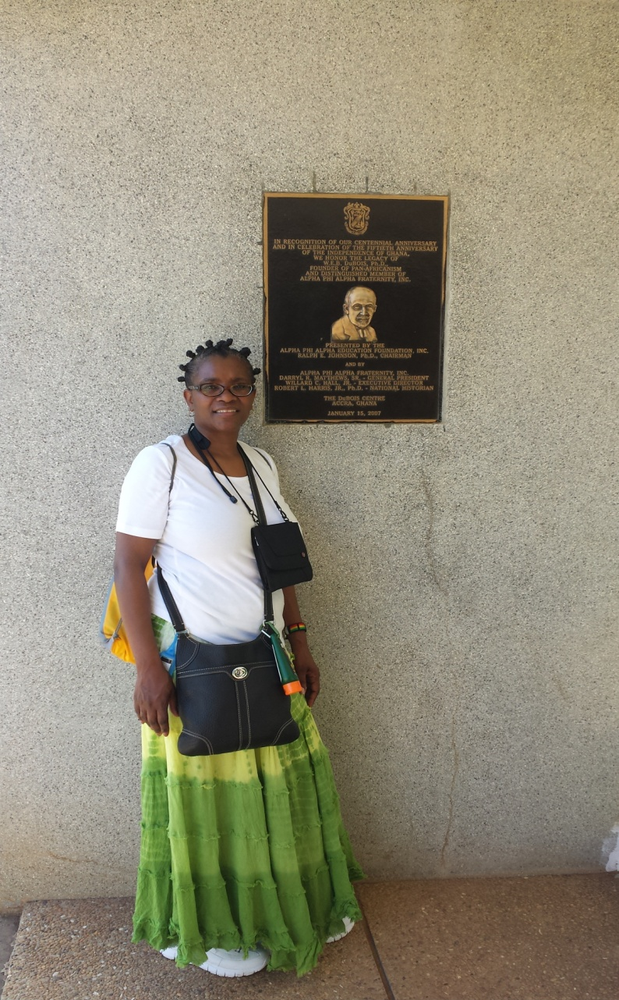 IN RECOGNITION OF OUR CENTENNIAL ANNIVERSARY
AND IN CELEBRATION OF THE FIFTIETH ANNIVERSARY
OF THE INDEPENDENCE OF GHANA,
WE HONOR THE LEGACY OF
W.E.B. DuBOIS, Ph.D.,
FOUNDER OF PAN-AFRICANISM
AND DISTINGUISHED MEMBER OF
ALPHA PHI ALPHA FRATERNITY, INC.
PRESENTED BY THE
ALPHA PHI ALPHA EDUCATION FOUNDATION, INC.
RALPH E. JOHNSON, Ph.D., CHAIRMAN
AND BY
ALPHA PHI ALPHA FRATERNITY, INC.
DARRYL R. MATTHEWS, SR. - GENERAL PRESIDENT
WILLARD C. HALL, JR. - EXECUTIVE DIRECTOR
ROBERT L. HARRIS, JR., Ph.D. - NATIONAL HISTORIAN
THE DuBOIS CENTRE
ACCRA, GHANA
JANUARY 15, 2007